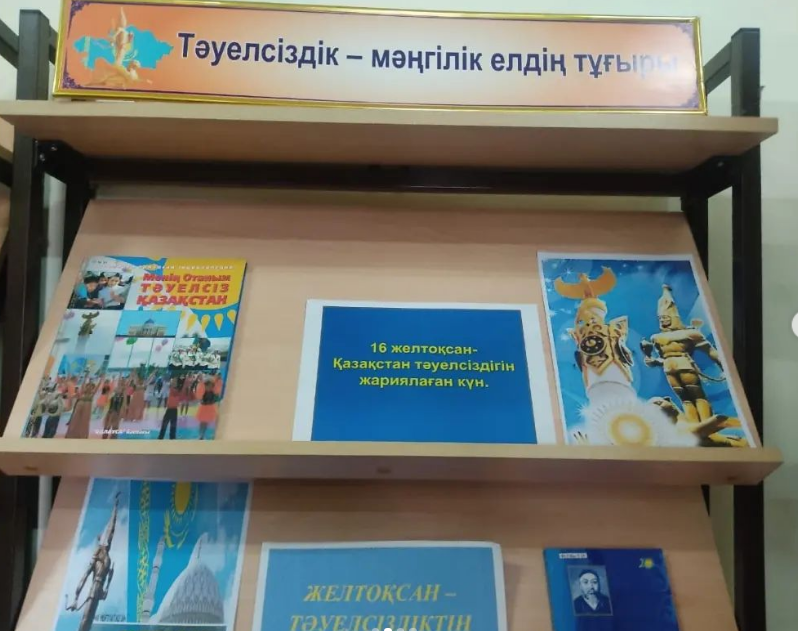 Тәуелсіздік – мәңгілік елдің тұғыры
Менің Отаным
ТӘУЕЛСІЗ
ҚАЗАҚСТАН
16 желтоқсан-
Қазақстан тәуелсіздігін
жариялаған күн.
ЖЕЛТОҚСАН –
ТӘУЕЛСІЗДІКТІҢ